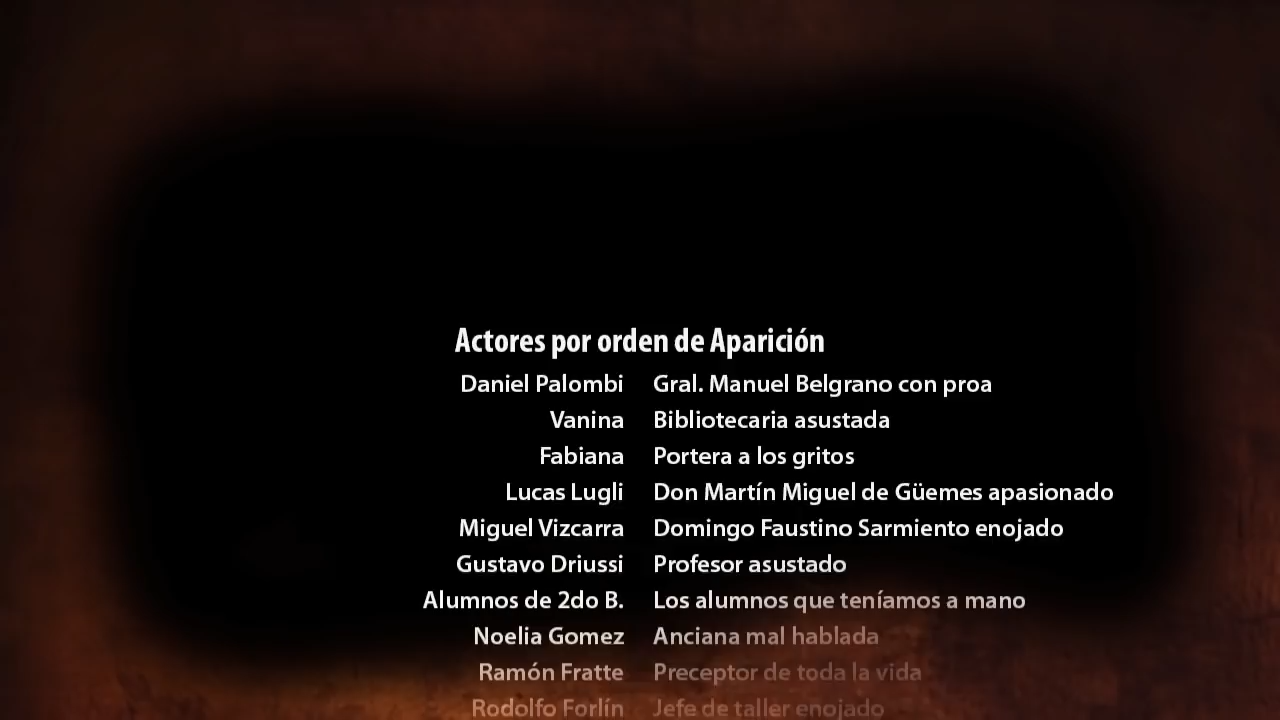 Actores por orden de Aparición
Daniel Palombi Gral. Manuel Belgrano con proa
Vanina Bibliotecaria asustada
Fabiana Portera a los gritos
Lucas Lugli Don Martín Miguel de Güemes apasionado
Miguel Vizcarra Domingo Faustino Sarmiento enojado
Gustavo Driussi Profesor asustado
Alumnos de 2do B. Los alumnos que teníamos a mano
Noelia Gomez Anciana mal hablada
Ramón Fratte Preceptor de toda la vida
Rodolfo Forlín Jefe de taller enojado